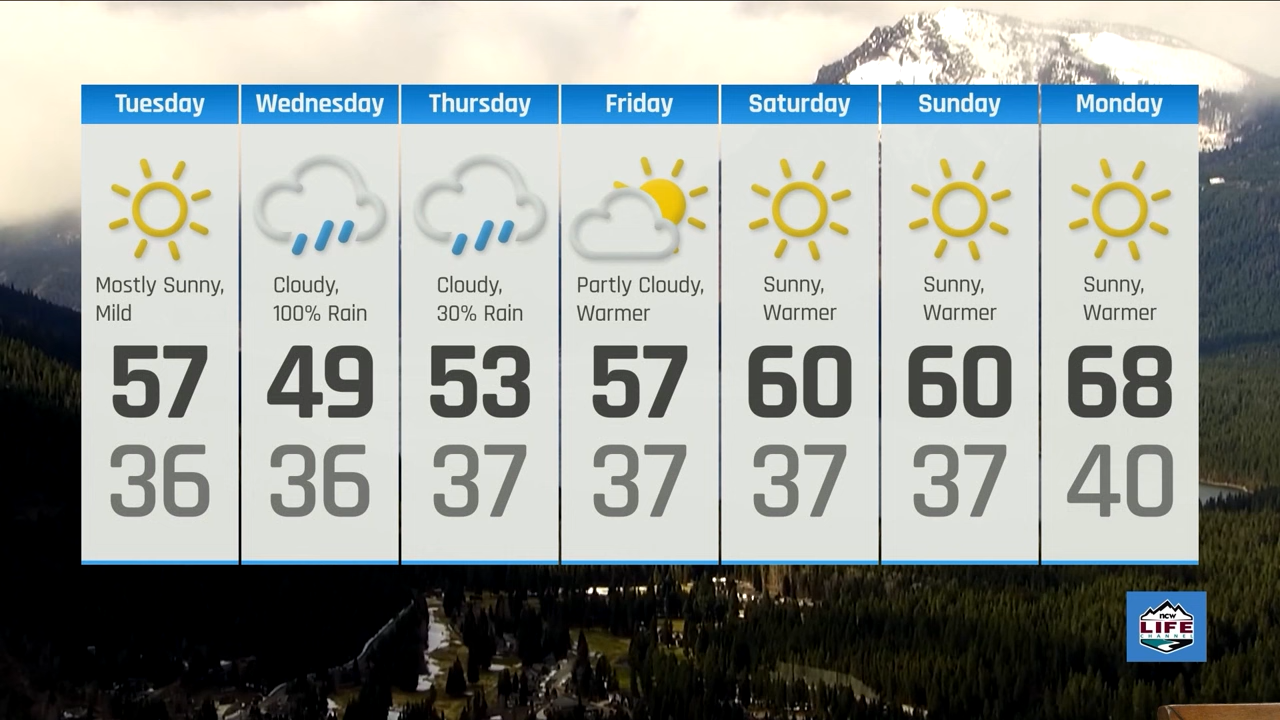 Tuesday
Mostly Sunny,
Mild
57
36
Wednesday
Cloudy,
100% Rain
49
36
Thursday
Cloudy,
30% Rain
53
37
Friday
Partly Cloudy,
Warmer
57
37
Saturday
Sunny,
Warmer
60
37
Sunday
Sunny,
Warmer
60
37
Monday
Sunny,
Warmer
68
40
ncw
LIFE
CHANNEL